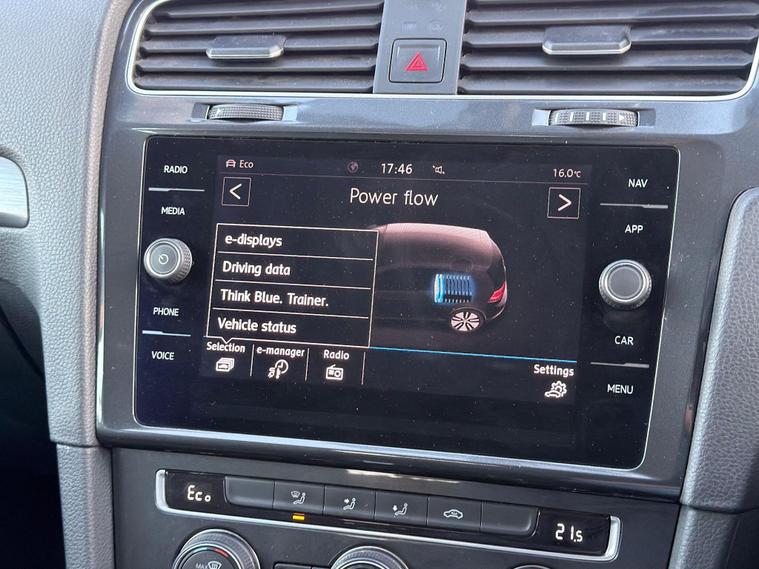 RADIO
MEDIA
PHONE
VOICE
Eco 17:46 16.0°C
Power flow
e-displays
Driving data
Think Blue. Trainer.
Vehicle status
Selection e-manager Radio
Settings
NAV
APP
CAR
MENU
Eco
21.5
MAX